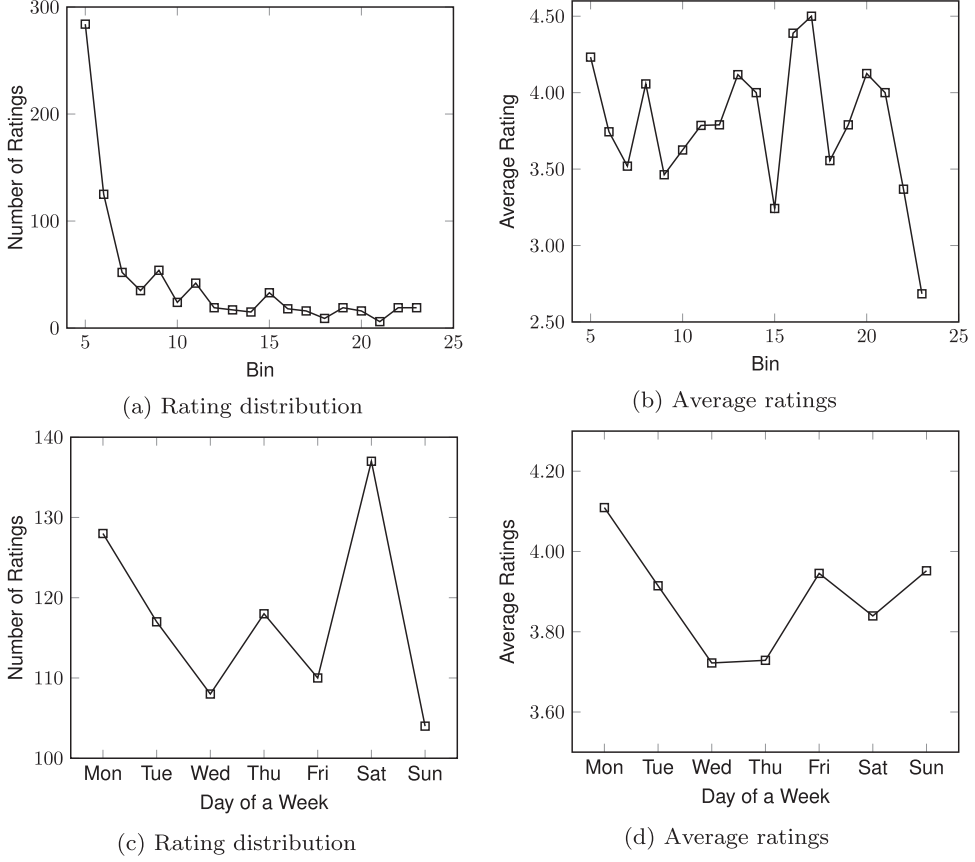 300
200
100
0
Number of Ratings
5 10 15 20 25
Bin
(a) Rating distribution
4.50
4.00
3.50
3.00
2.50
Average Rating
5 10 15 20 25
Bin
(b) Average ratings
140
130
120
110
100
Number of Ratings
Mon Tue Wed Thu Fri Sat Sun
Day of a Week
(c) Rating distribution
4.20
4.00
3.80
3.60
Average Ratings
Mon Tue Wed Thu Fri Sat Sun
Day of a Week
(d) Average ratings